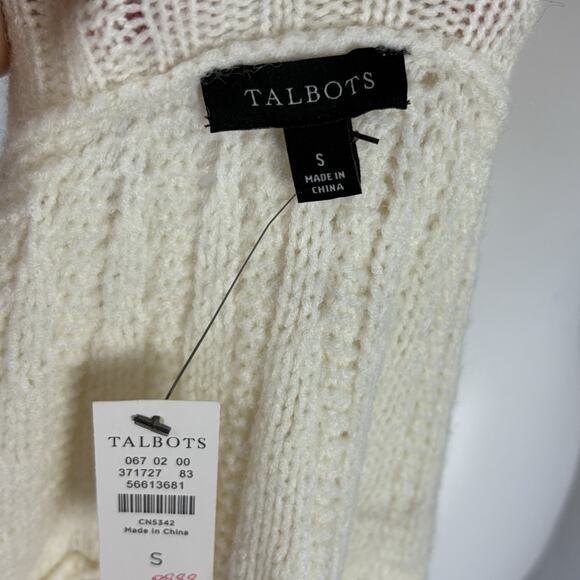 TALBOTS
S
MADE IN
CHINA
TALBOTS
067 02 00
371727 83
56613681
CN5342
Made in China
S